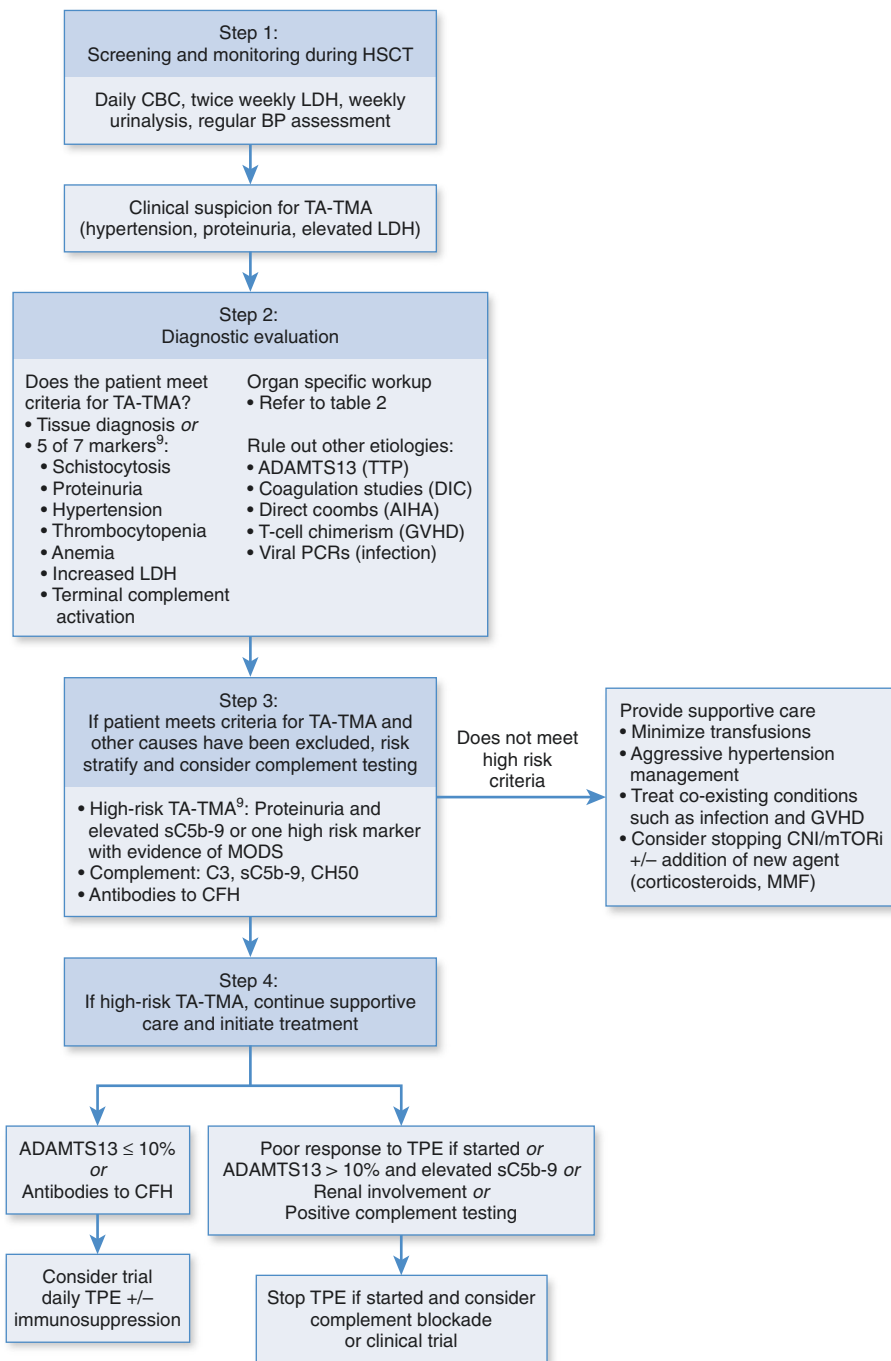 Step 1:
Screening and monitoring during HSCT
Daily CBC, twice weekly LDH, weekly
urinalysis, regular BP assessment
Clinical suspicion for TA-TMA
(hypertension, proteinuria, elevated LDH)
Step 2:
Diagnostic evaluation
Does the patient meet
criteria for TA-TMA?
• Tissue diagnosis or
• 5 of 7 markers⁹:
• Schistocytosis
• Proteinuria
• Hypertension
• Thrombocytopenia
• Anemia
• Increased LDH
• Terminal complement
activation
Organ specific workup
• Refer to table 2
Rule out other etiologies:
• ADAMTS13 (TTP)
• Coagulation studies (DIC)
• Direct coombs (AIHA)
• T-cell chimerism (GVHD)
• Viral PCRs (infection)
Step 3:
If patient meets criteria for TA-TMA and
other causes have been excluded, risk
stratify and consider complement testing
• High-risk TA-TMA⁹: Proteinuria and
elevated sC5b-9 or one high risk marker
with evidence of MODS
• Complement: C3, sC5b-9, CH50
• Antibodies to CFH
Does not meet
high risk
criteria
Provide supportive care
• Minimize transfusions
• Aggressive hypertension
management
• Treat co-existing conditions
such as infection and GVHD
• Consider stopping CNI/mTORi
+/– addition of new agent
(corticosteroids, MMF)
Step 4:
If high-risk TA-TMA, continue supportive
care and initiate treatment
ADAMTS13 ≤ 10%
or
Antibodies to CFH
Consider trial
daily TPE +/–
immunosuppression
Poor response to TPE if started or
ADAMTS13 > 10% and elevated sC5b-9 or
Renal involvement or
Positive complement testing
Stop TPE if started and consider
complement blockade
or clinical trial